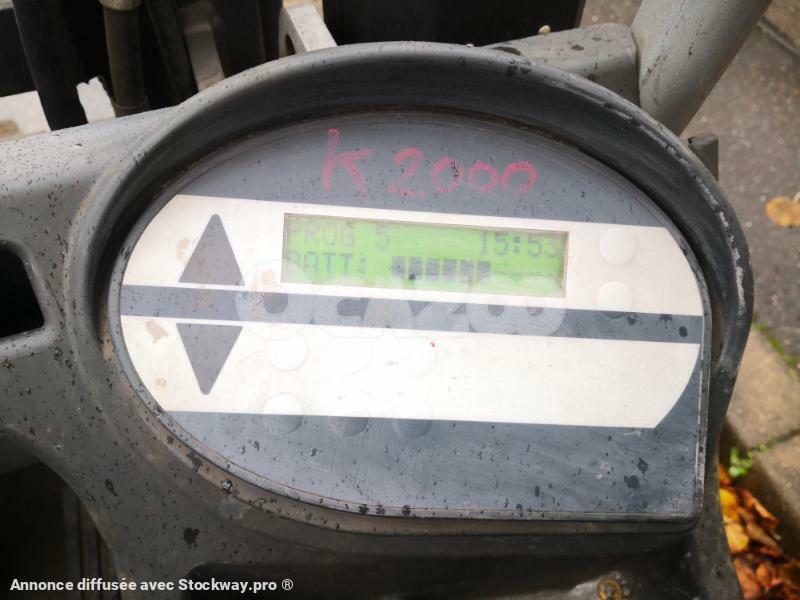 K2000
PROG 5 15:53
BATT:
Annonce diffusée avec Stockway.pro ®